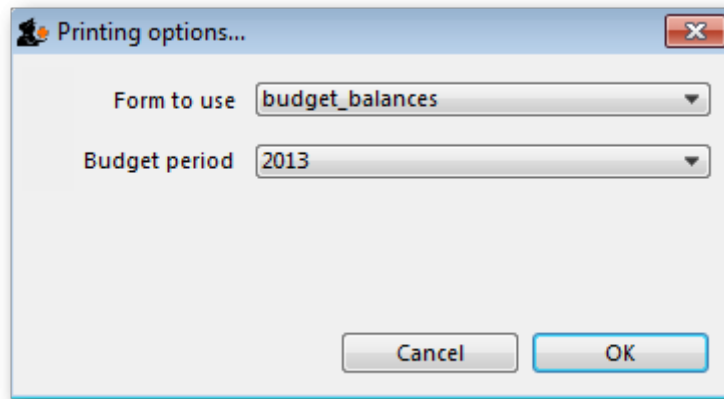 Printing options...
Form to use budget_balances
Budget period 2013
Cancel OK